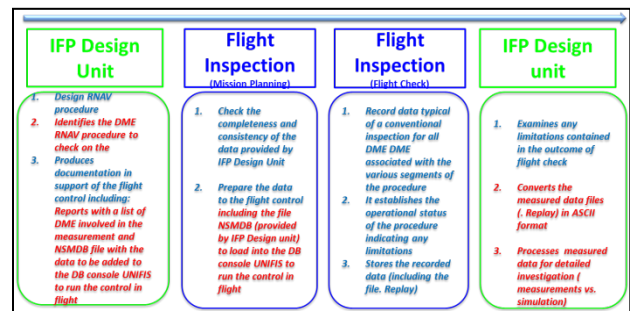 IFP Design
Unit
1. Design RNAV
procedure
2. Identifies the DME
RNAV procedure to
check on the
3. Produces
documentation in
support of the flight
control including:
Reports with a list of
DME involved in the
measurement and
NSMDB file with the
data to be added to
the DB console UNIFIS
to run the control in
flight
Flight
Inspection
(Mission Planning)
1. Check the
completeness and
consistency of the
data provided by
IFP Design Unit
2. Prepare the data
to the flight control
including the file
NSMDB (provided
by IFP Design unit)
to load into the DB
console UNIFIS to
run the control in
flight
Flight
Inspection
(Flight Check)
1. Record data typical
of a conventional
inspection for all
DME DME
associated with the
various segments of
the procedure
2. It establishes the
operational status of
the procedure
indicating any
limitations
3. Stores the recorded
data (including the
file. Replay)
IFP Design
unit
1. Examines any
limitations contained
in the outcome of
flight check
2. Converts the
measured data files
(. Replay) in ASCII
format
3. Processes measured
data for detailed
investigation (
measurements vs.
simulation)